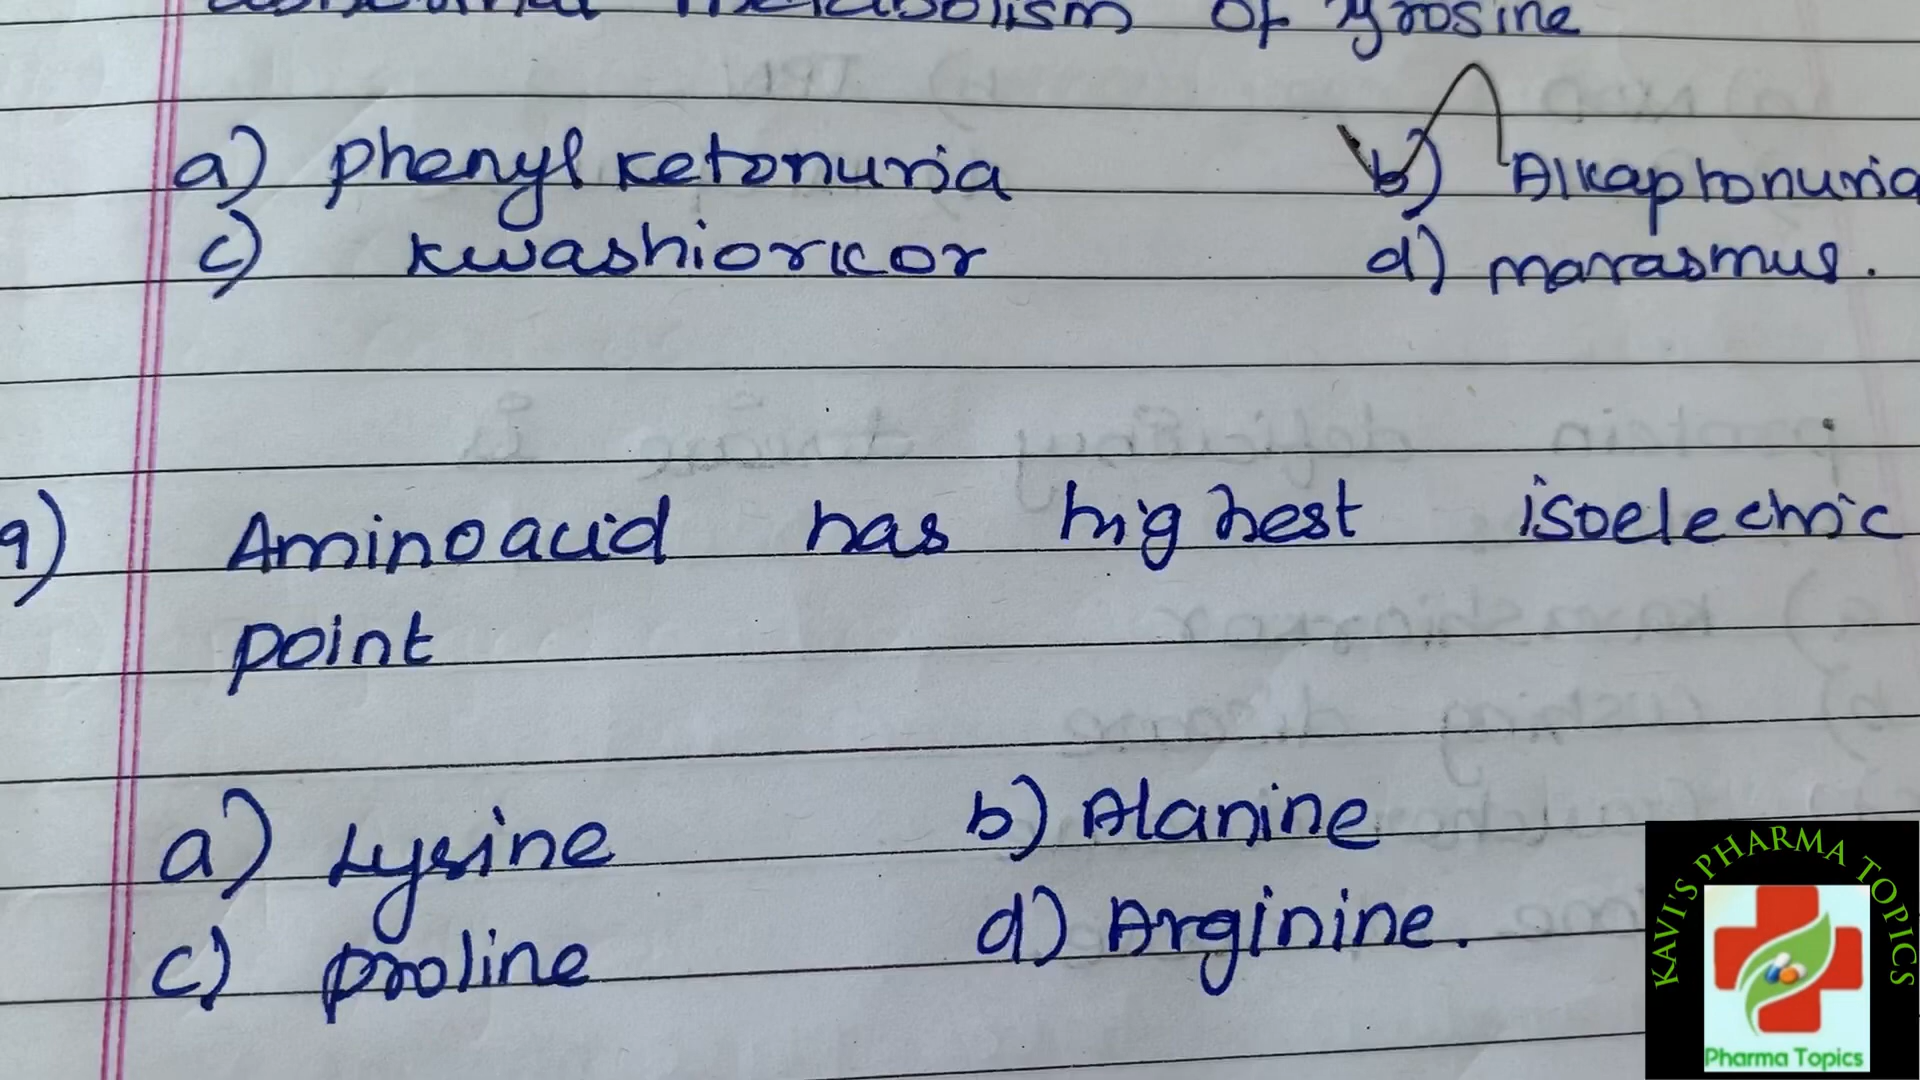 Metabolism of Tyrosine
a) phenyl ketonuria b) Alkaptonuria
c) kwashiorkor d) marasmus.
9) Aminoacid has highest isoelectric
point
a) Lysine b) Alanine
c) proline d) Arginine.
KAVI'S PHARMA TOPICS
Pharma Topics